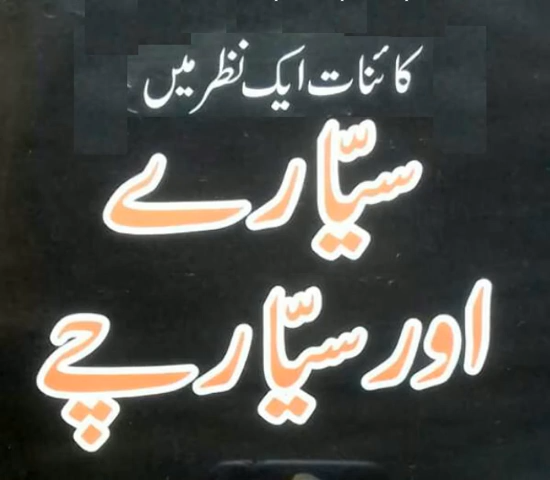 کائنات ایک نظر میں
سیّارے
اور سیّارچے